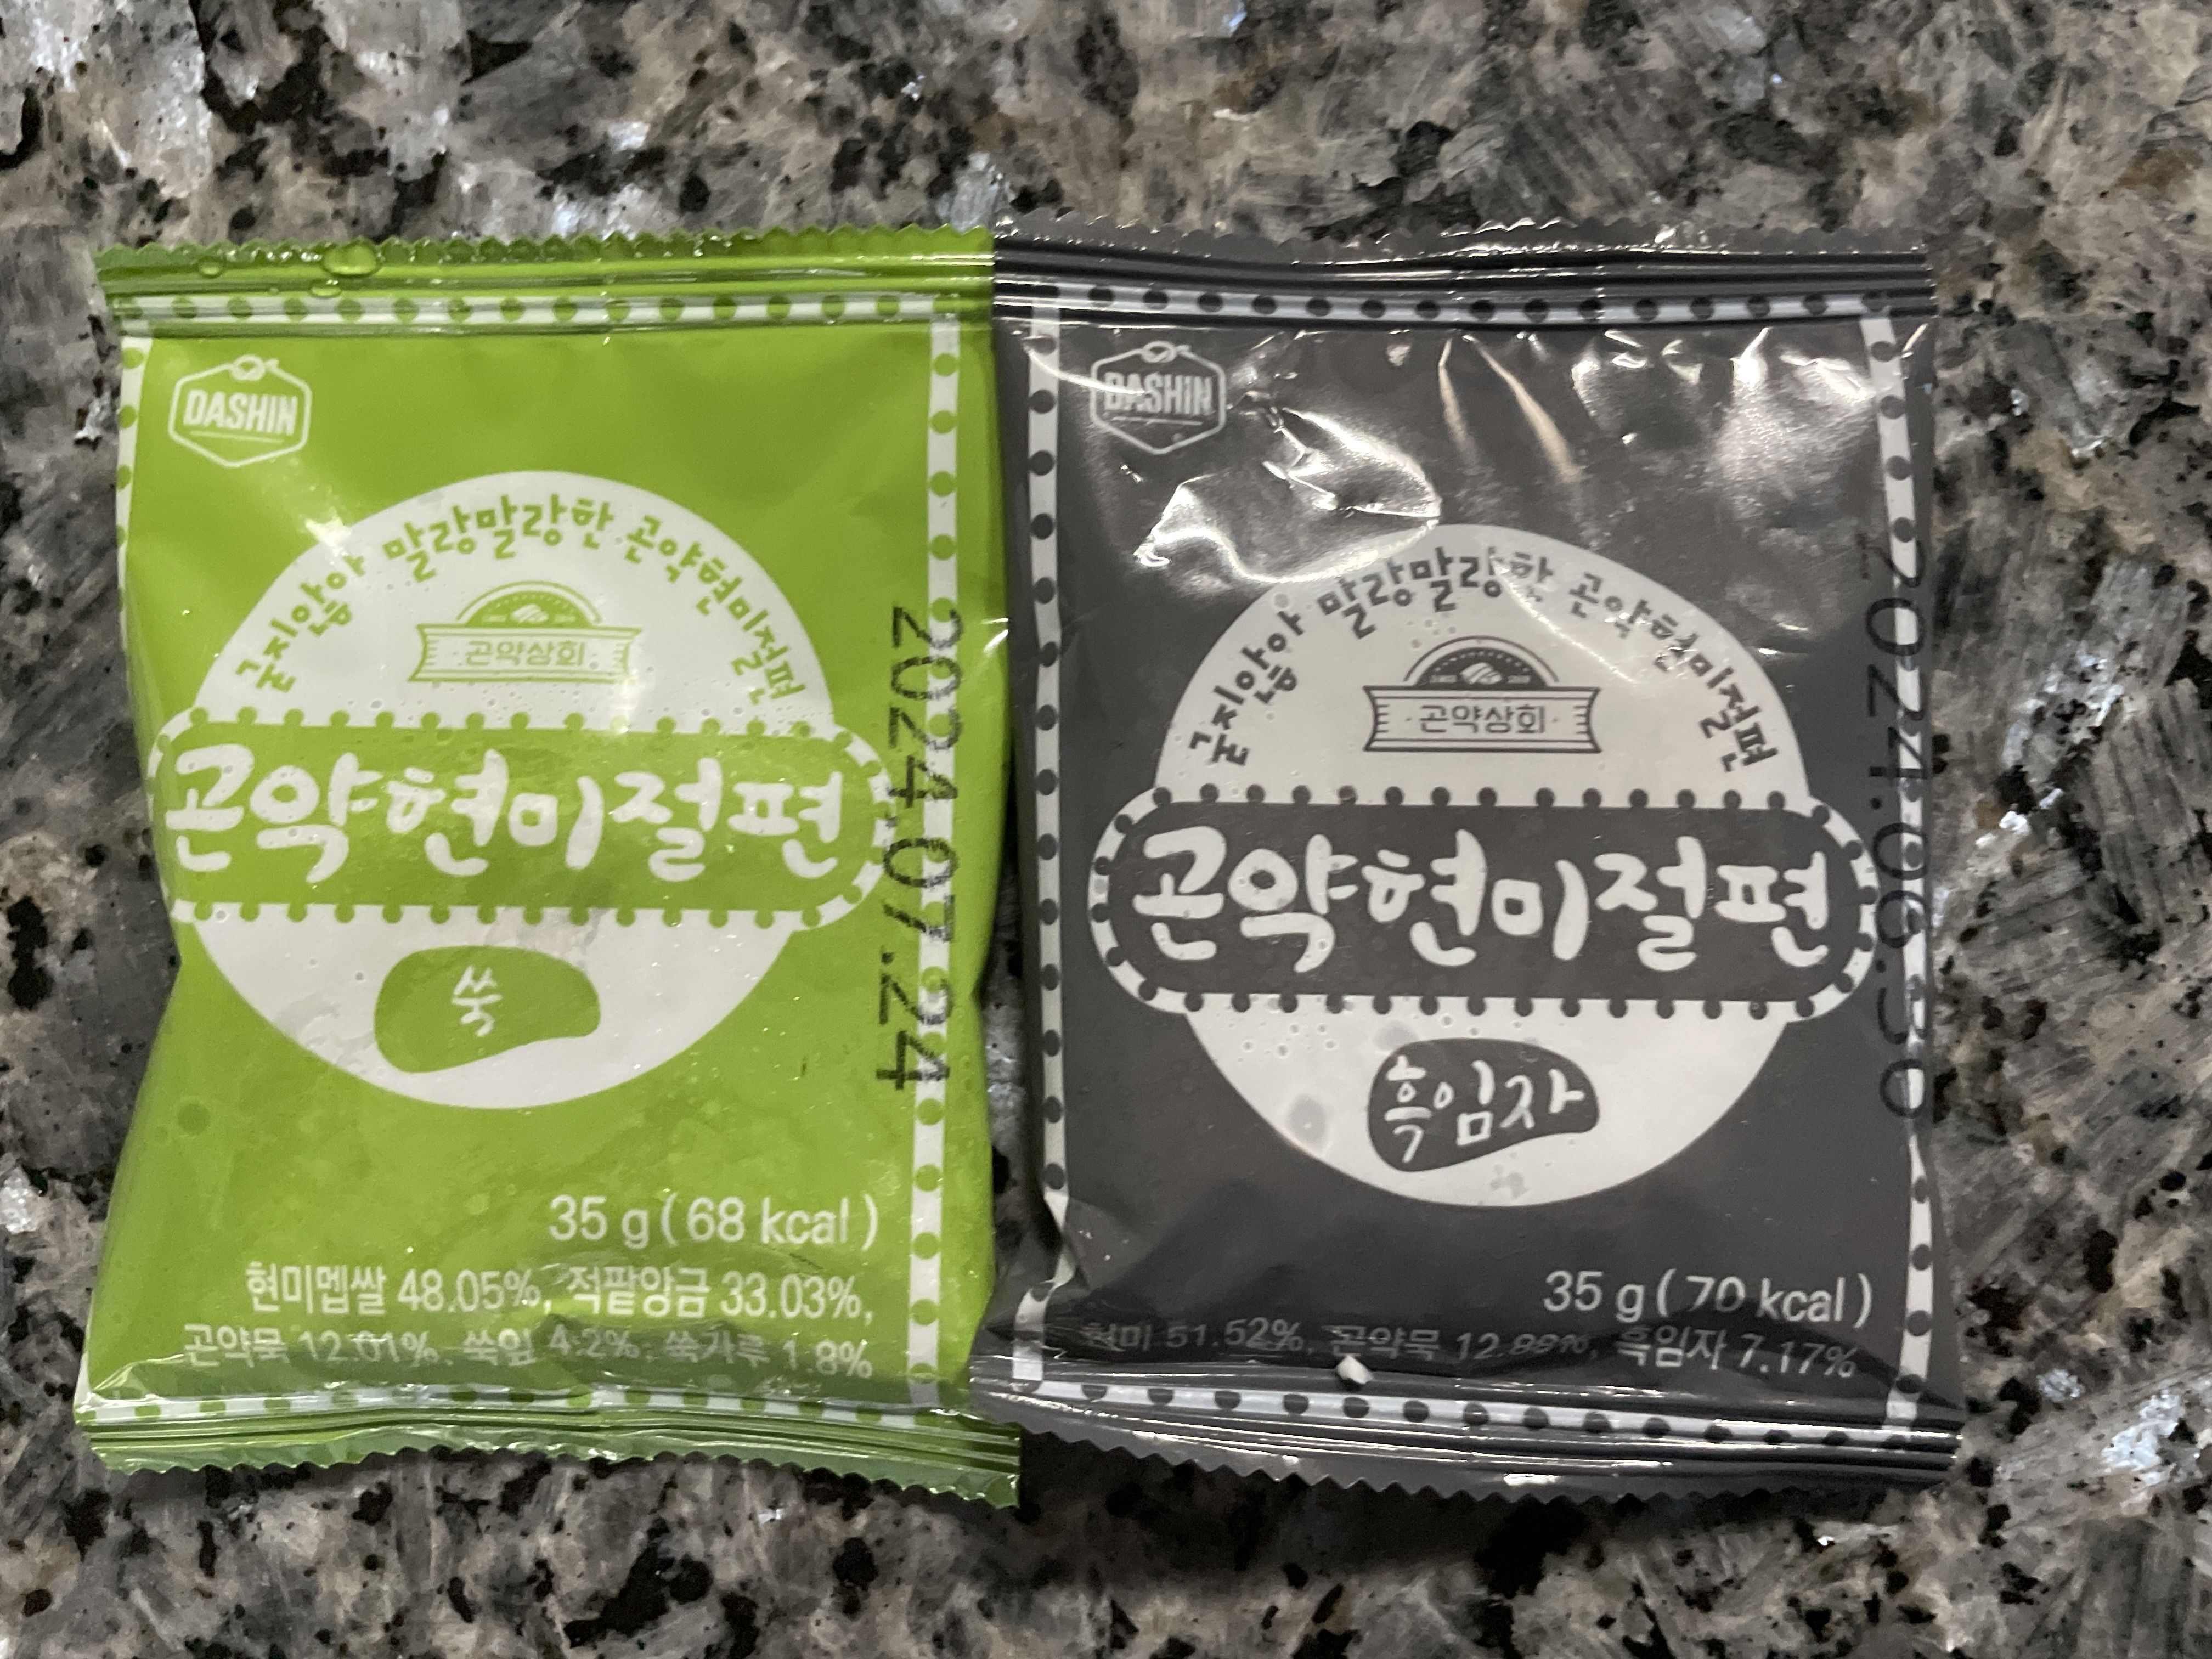 DASHIN
굳지않아 말랑말랑한 곤약현미절편
곤약상회
곤약현미절편
쑥
35 g ( 68 kcal )
현미멥쌀 48.05%, 적팥앙금 33.03%,
곤약묵 12.01%, 쑥잎 4.2%, 쑥가루 1.8%
2024.07.24
DASHIN
굳지않아 말랑말랑한 곤약현미절편
SINCE 2009
곤약상회
곤약현미절편
흑임자
35 g ( 70 kcal )
현미 51.52%, 곤약묵 흑임자 7.17%
2024.06.30